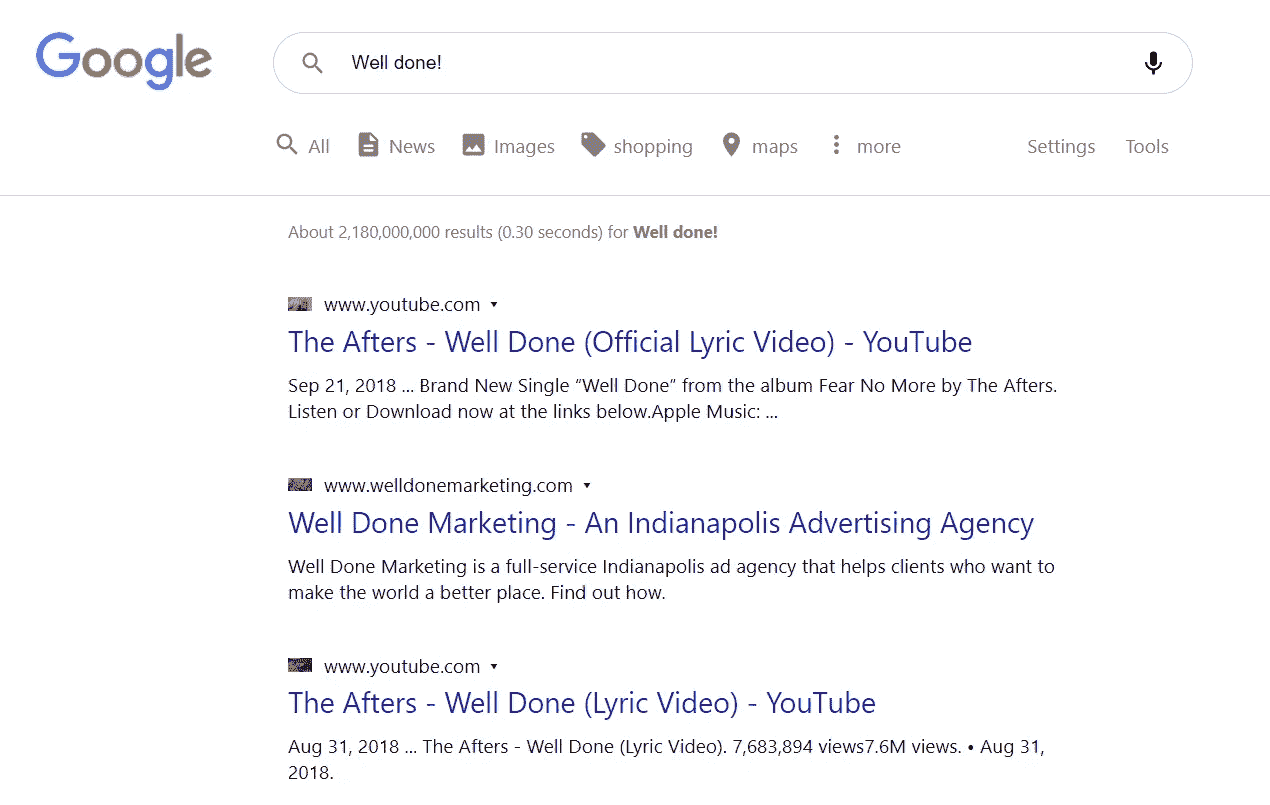 Google
Well done!
All News Images shopping maps more Settings Tools
About 2,180,000,000 results (0.30 seconds) for Well done!
www.youtube.com
The Afters - Well Done (Official Lyric Video) - YouTube
Sep 21, 2018 ... Brand New Single “Well Done” from the album Fear No More by The Afters.
Listen or Download now at the links below.Apple Music: ...
www.welldonemarketing.com
Well Done Marketing - An Indianapolis Advertising Agency
Well Done Marketing is a full-service Indianapolis ad agency that helps clients who want to
make the world a better place. Find out how.
www.youtube.com
The Afters - Well Done (Lyric Video) - YouTube
Aug 31, 2018 ... The Afters - Well Done (Lyric Video). 7,683,894 views7.6M views. • Aug 31,
2018.